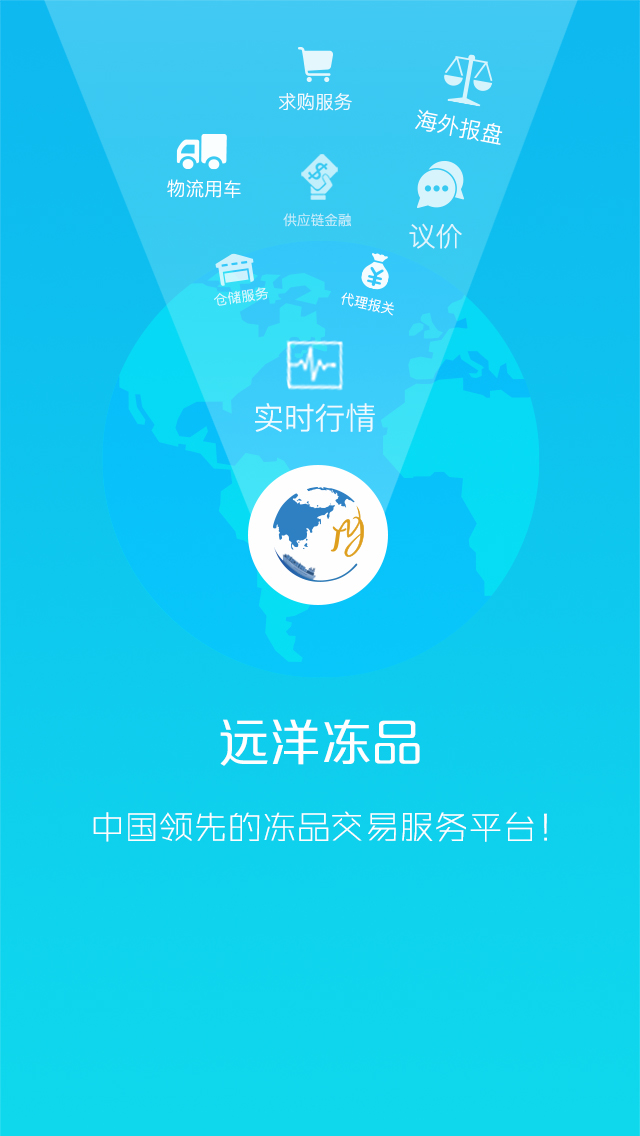 求购服务
海外报盘
物流用车
供应链金融
议价
仓储服务
代理报关
实时行情
yy
远洋冻品
中国领先的冻品交易服务平台！